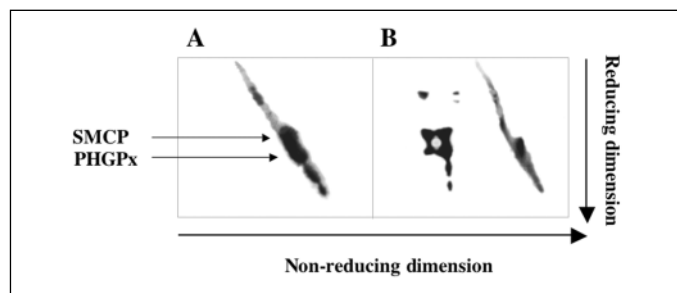 A B
SMCP
PHGPx
Reducing dimension
Non-reducing dimension